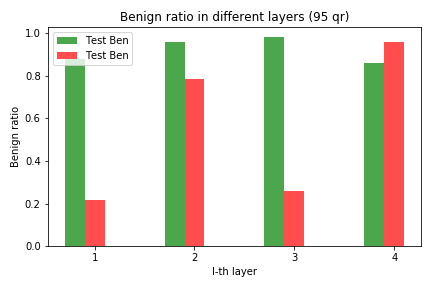 Benign ratio in different layers (95 qr)
Test Ben
Test Ben
1.0
0.8
0.6
0.4
0.2
0.0
Benign ratio
1 2 3 4
l-th layer